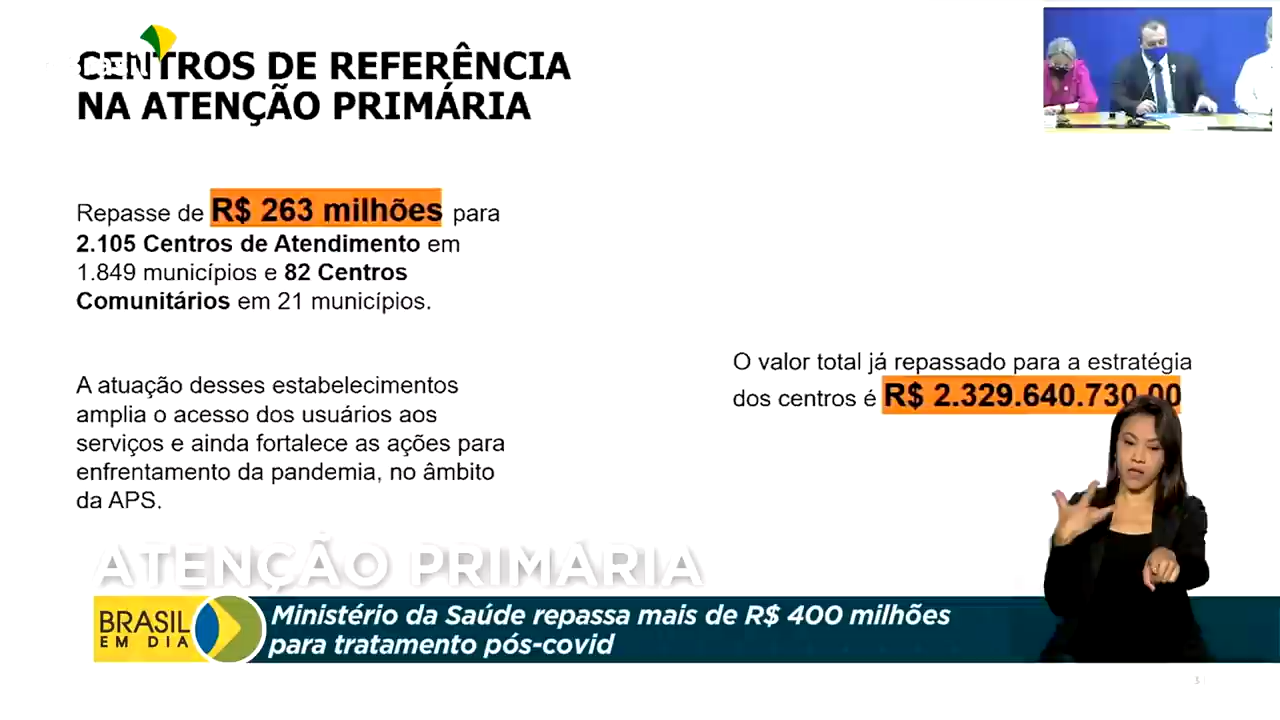 CENTROS DE REFERÊNCIA
NA ATENÇÃO PRIMÁRIA
Brasil
Repasse de R$ 263 milhões para
2.105 Centros de Atendimento em
1.849 municípios e 82 Centros
Comunitários em 21 municípios.
A atuação desses estabelecimentos
amplia o acesso dos usuários aos
serviços e ainda fortalece as ações para
enfrentamento da pandemia, no âmbito
da APS.
O valor total já repassado para a estratégia
dos centros é R$ 2.329.640.730,00
ATENÇÃO PRIMÁRIA
BRASIL
EM DIA
Ministério da Saúde repassa mais de R$ 400 milhões
para tratamento pós-covid
3